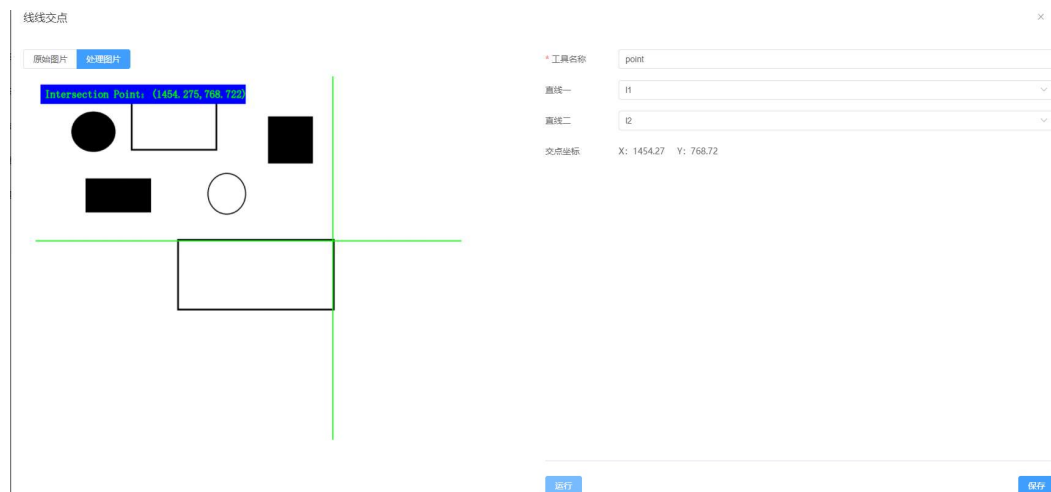 线线交点
原始图片 处理图片
Intersection Point: (1454.275,768.722)
* 工具名称 point
直线一 l1
直线二 l2
交点坐标 X: 1454.27 Y: 768.72
运行 保存